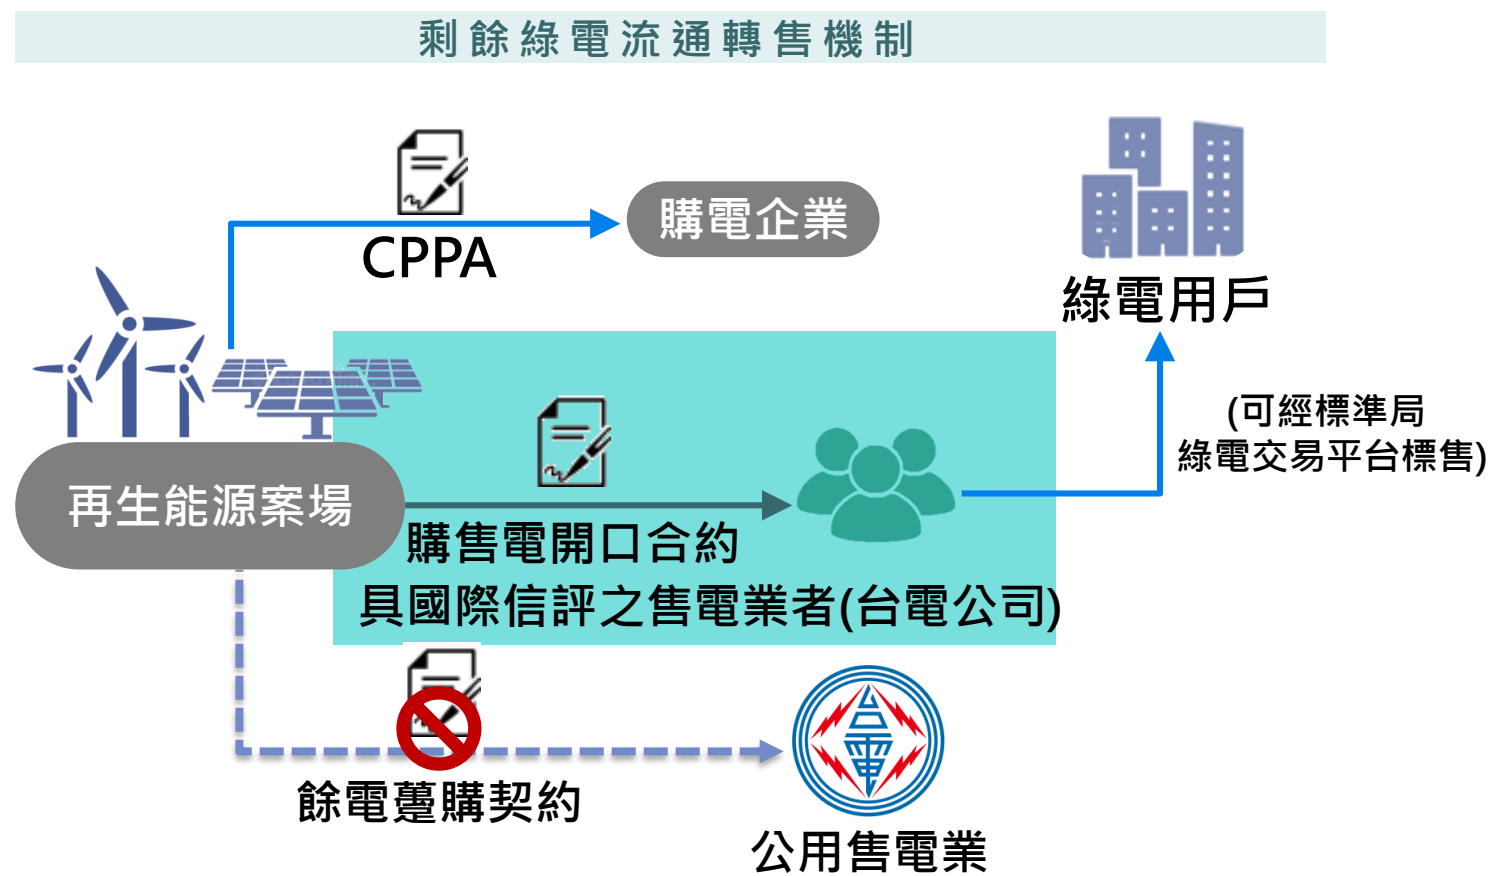 剩餘綠電流通轉售機制
CPPA
購電企業
綠電用戶
(可經標準局
綠電交易平台標售)
再生能源案場
購售電開口合約
具國際信評之售電業者(台電公司)
餘電躉購契約
台電
公用售電業